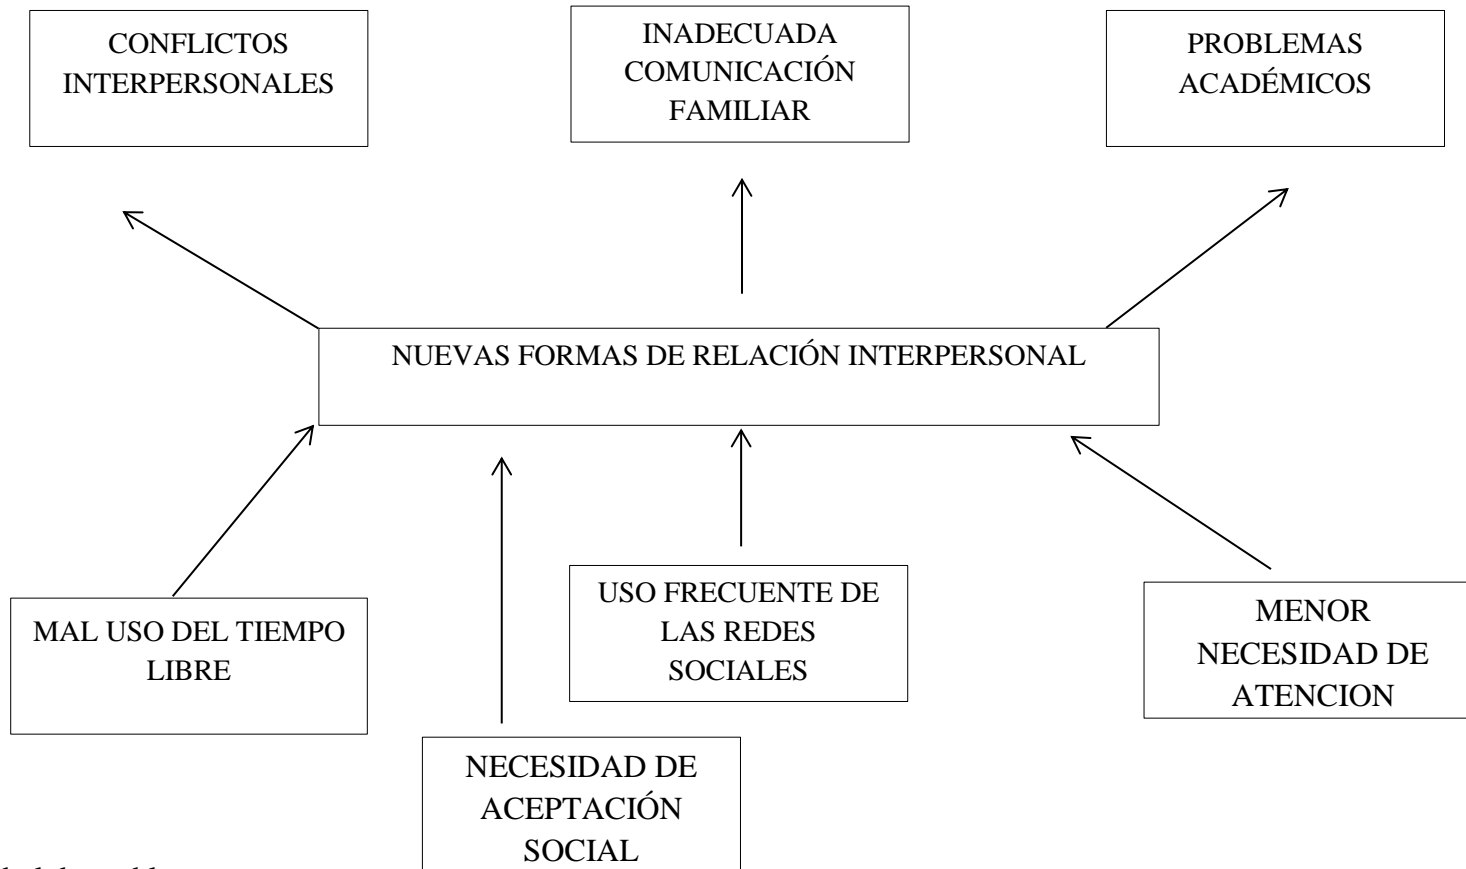 CONFLICTOS
INTERPERSONALES
INADECUADA
COMUNICACIÓN
FAMILIAR
PROBLEMAS
ACADÉMICOS
NUEVAS FORMAS DE RELACIÓN INTERPERSONAL
MAL USO DEL TIEMPO
LIBRE
USO FRECUENTE DE
LAS REDES
SOCIALES
MENOR
NECESIDAD DE
ATENCION
NECESIDAD DE
ACEPTACIÓN
SOCIAL